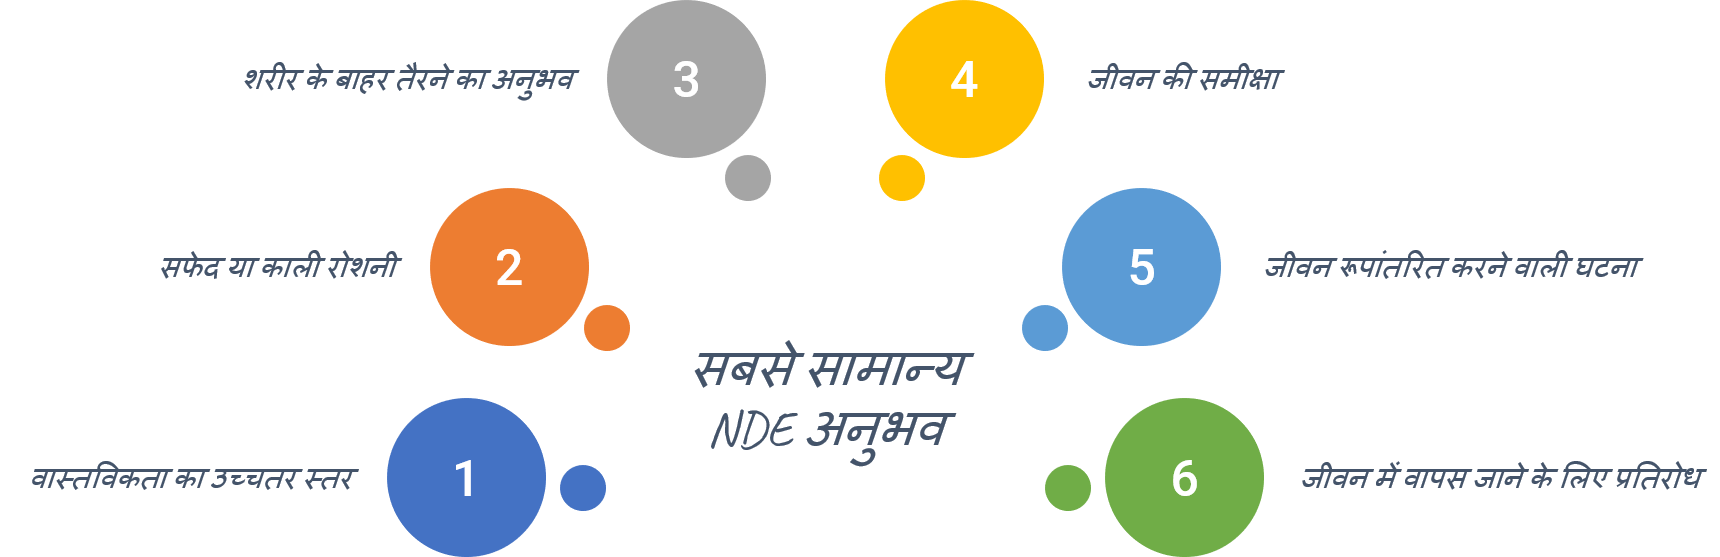 3
4
शरीर के बाहर तैरने का अनुभव
जीवन की समीक्षा
2
5
सफेद या काली रोशनी
जीवन रूपांतरित करने वाली घटना
सबसे सामान्य
NDE अनुभव
1
6
वास्तविकता का उच्चतर स्तर
जीवन में वापस जाने के लिए प्रतिरोध